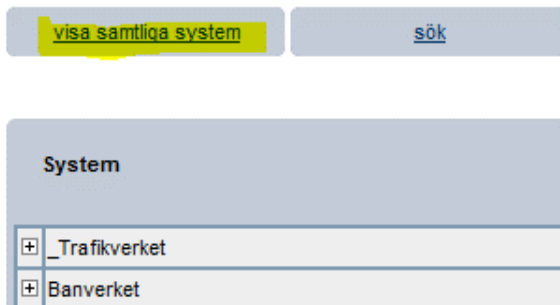 visa samtliga system
sök
System
_Trafikverket
Banverket